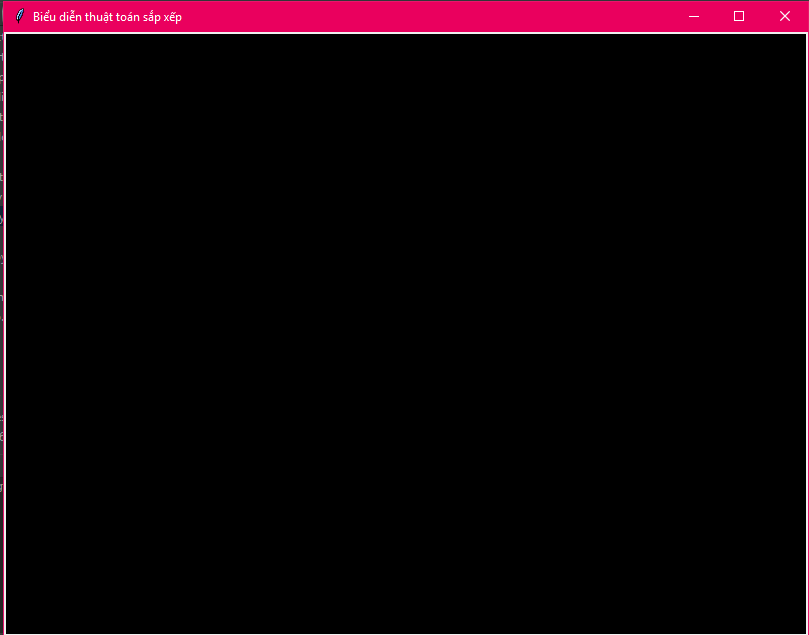 Biểu diễn thuật toán sắp xếp